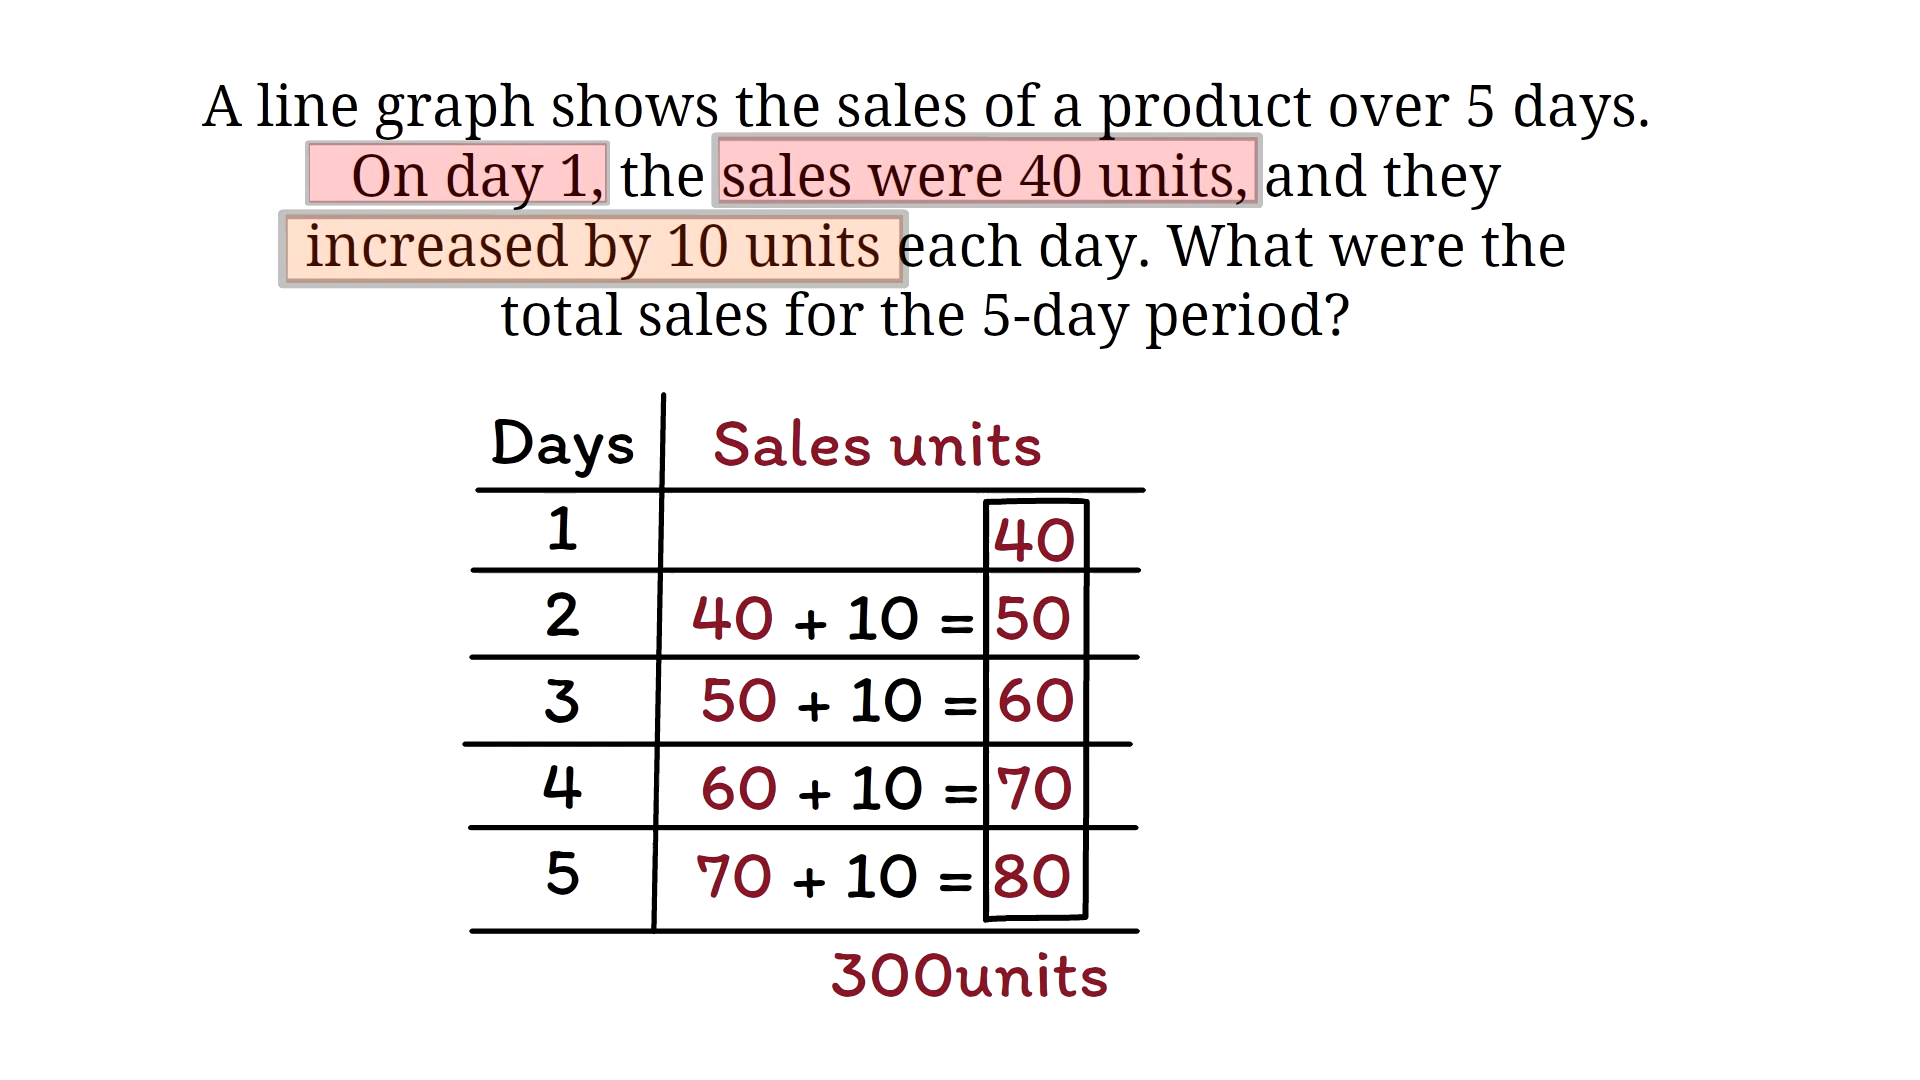 A line graph shows the sales of a product over 5 days.
On day 1, the sales were 40 units, and they
increased by 10 units each day. What were the
total sales for the 5-day period?
Days Sales units
1 40
2 40 + 10 = 50
3 50 + 10 = 60
4 60 + 10 = 70
5 70 + 10 = 80
300units